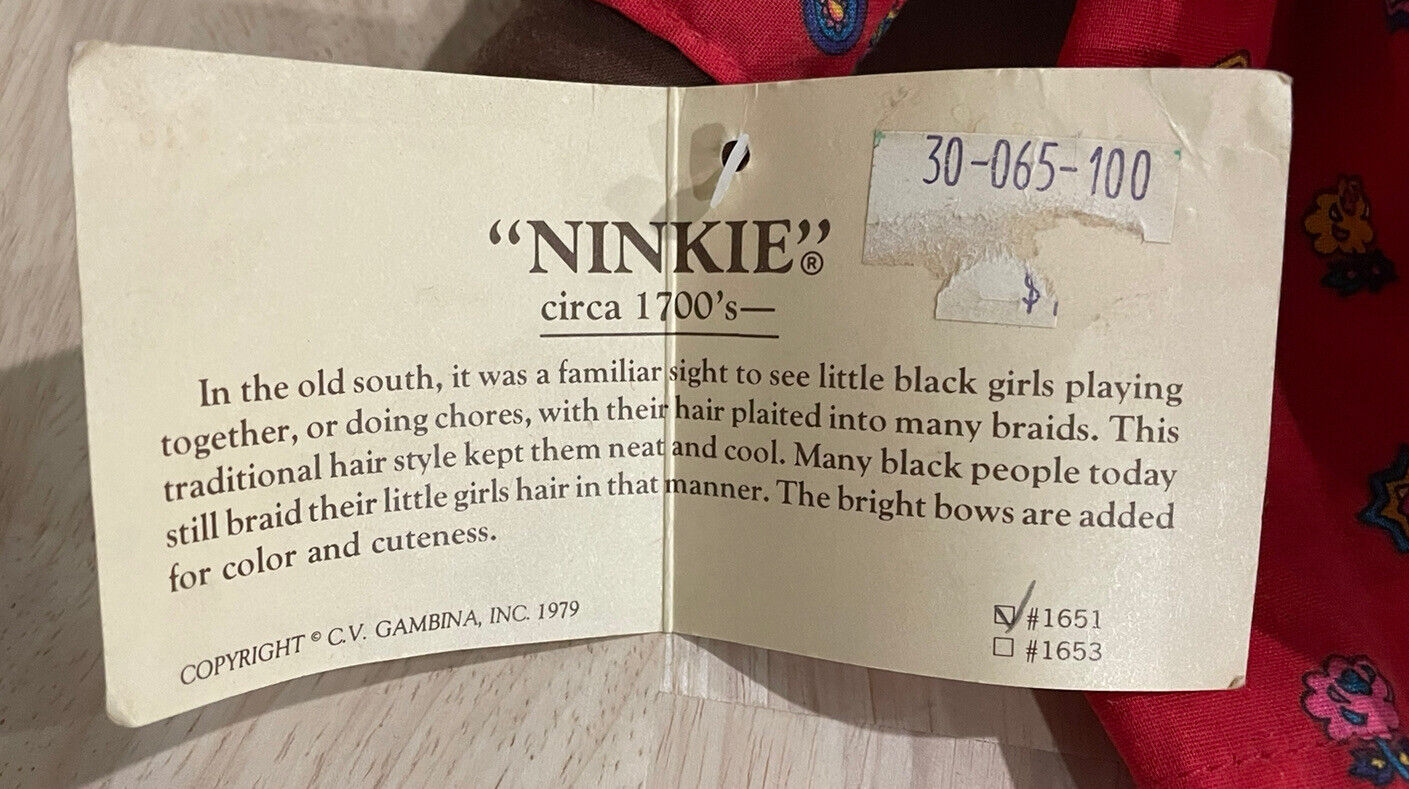 30-065-100
$
“NINKIE”®
circa 1700’s—
In the old south, it was a familiar sight to see little black girls playing
together, or doing chores, with their hair plaited into many braids. This
traditional hair style kept them neat and cool. Many black people today
still braid their little girls hair in that manner. The bright bows are added
for color and cuteness.
COPYRIGHT © C.V. GAMBINA, INC. 1979
#1651
#1653